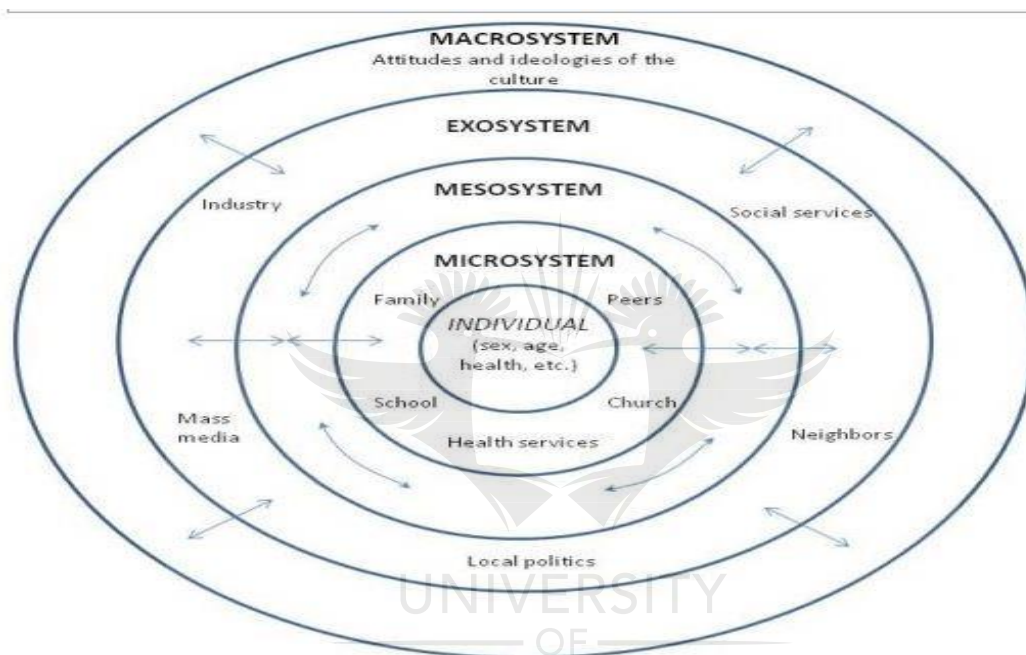 MACROSYSTEM
Attitudes and ideologies of the
culture
EXOSYSTEM
MESOSYSTEM
Industry
Social services
MICROSYSTEM
Family
Peers
INDIVIDUAL
(sex, age,
health, etc.)
School
Church
Mass
media
Health services
Neighbors
Local politics
UNIVERSITY
OF